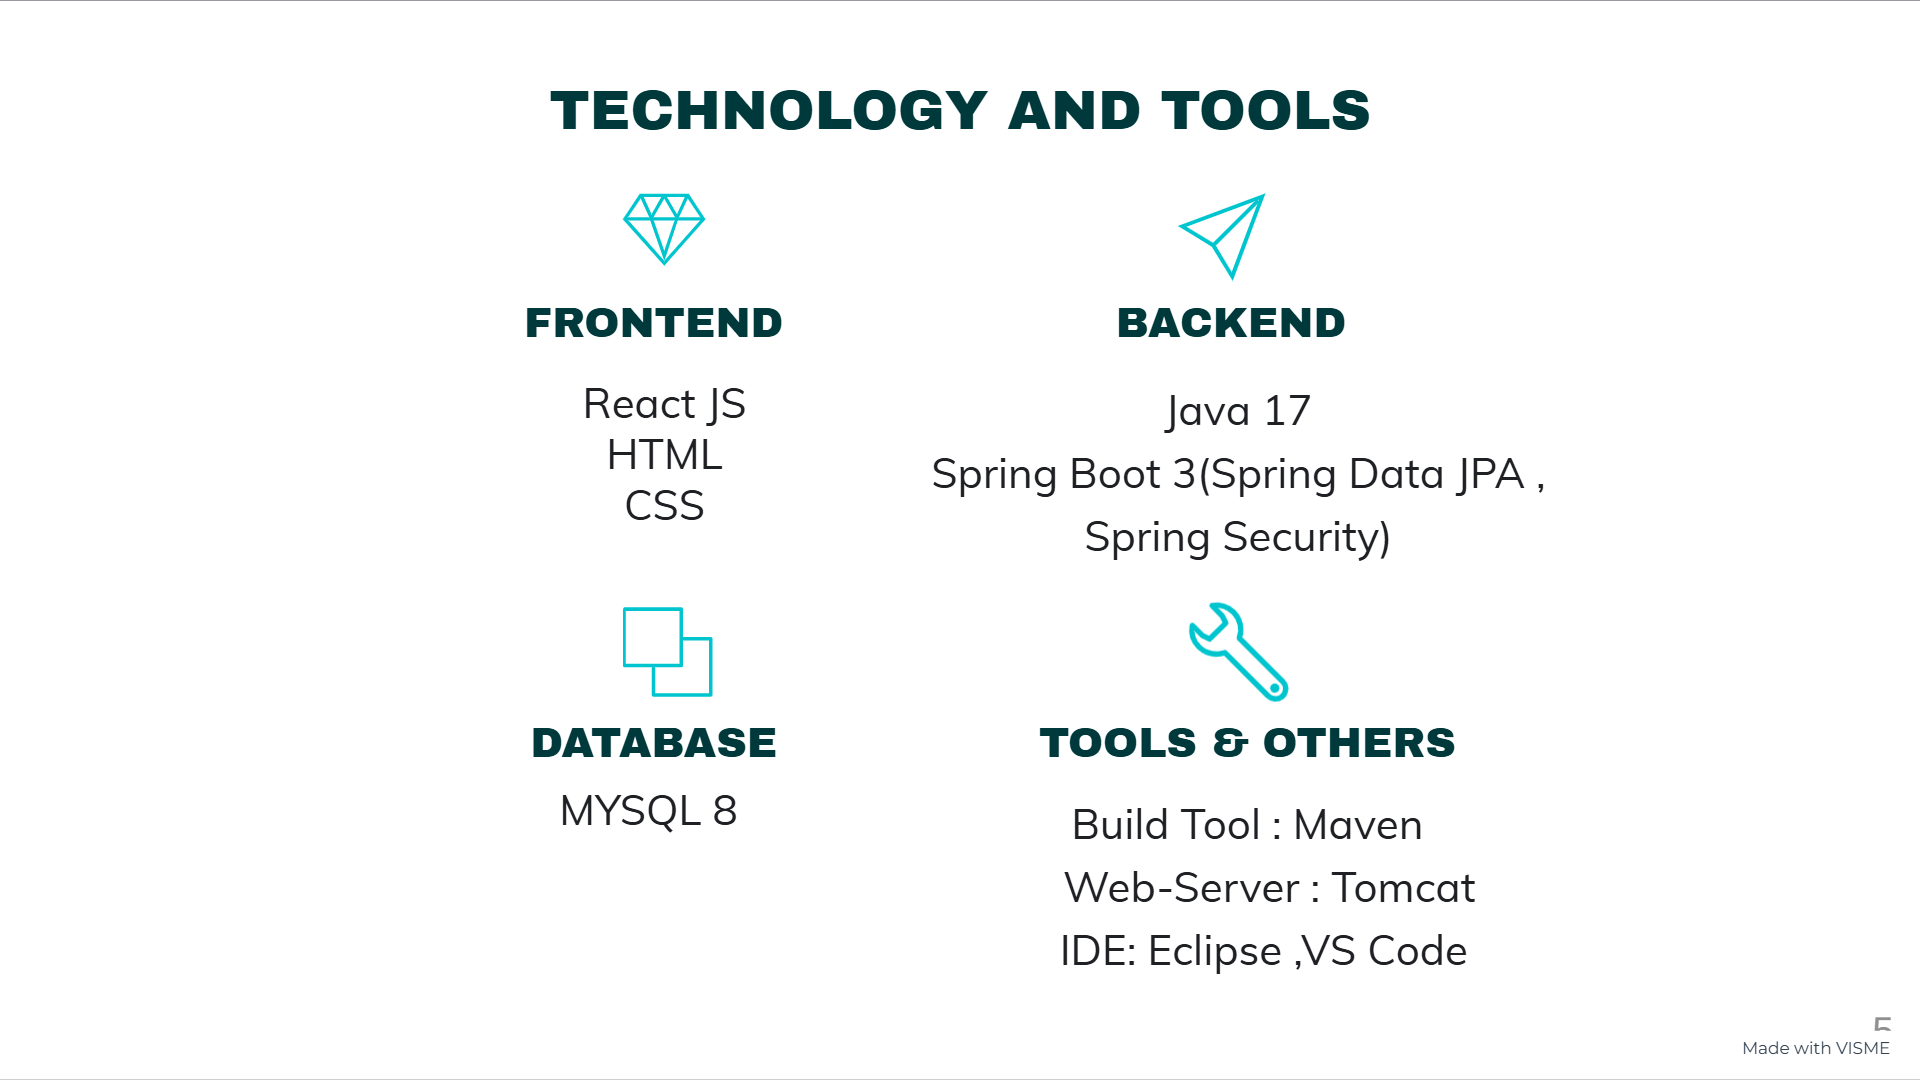 TECHNOLOGY AND TOOLS
FRONTEND
React JS
HTML
CSS
BACKEND
Java 17
Spring Boot 3(Spring Data JPA ,
Spring Security)
DATABASE
MYSQL 8
TOOLS & OTHERS
Build Tool : Maven
Web-Server : Tomcat
IDE: Eclipse ,VS Code
5
Made with VISME